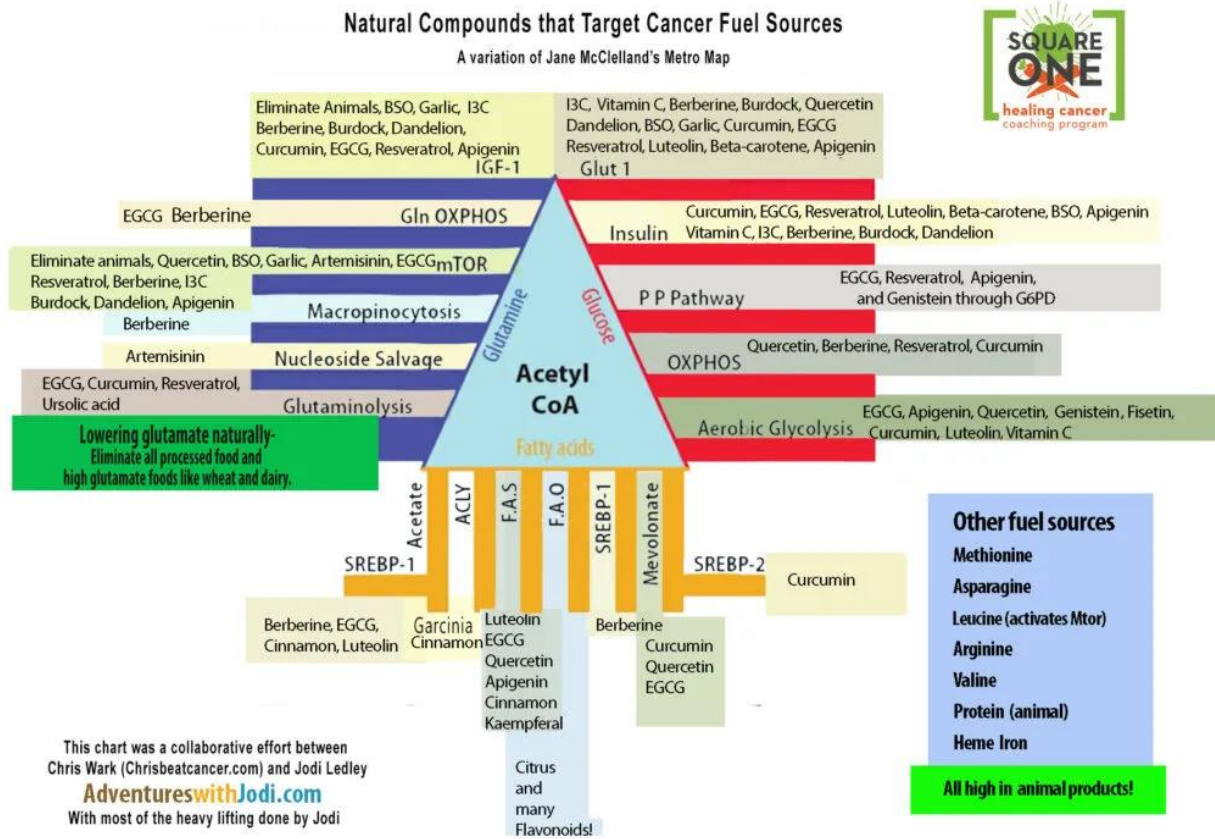 Natural Compounds that Target Cancer Fuel Sources
A variation of Jane McClelland's Metro Map
SQUARE
ONE
healing cancer
coaching program
Eliminate Animals, BSO, Garlic, I3C
Berberine, Burdock, Dandelion,
Curcumin, EGCG, Resveratrol, Apigenin
IGF-1
I3C, Vitamin C, Berberine, Burdock, Quercetin
Dandelion, BSO, Garlic, Curcumin, EGCG
Resveratrol, Luteolin, Beta-carotene, Apigenin
Glut 1
EGCG Berberine
Gln OXPHOS
Curcumin, EGCG, Resveratrol, Luteolin, Beta-carotene, BSO, Apigenin
Insulin
Vitamin C, I3C, Berberine, Burdock, Dandelion
Eliminate animals, Quercetin, BSO, Garlic, Artemisinin, EGCG
mTOR
Resveratrol, Berberine, I3C
Burdock, Dandelion, Apigenin
EGCG, Resveratrol, Apigenin,
and Genistein through G6PD
P P Pathway
Macropinocytosis
Berberine
Glutamine
Glucose
Artemisinin
Nucleoside Salvage
Quercetin, Berberine, Resveratrol, Curcumin
OXPHOS
EGCG, Curcumin, Resveratrol,
Ursolic acid
Glutaminolysis
Acetyl
CoA
Fatty acids
Aerobic Glycolysis
EGCG, Apigenin, Quercetin, Genistein, Fisetin,
Curcumin, Luteolin, Vitamin C
Lowering glutamate naturally-
Eliminate all processed food and
high glutamate foods like wheat and dairy.
Acetate
ACLY
F.A.S
F.A.O
SREBP-1
Mevolonate
SREBP-1
SREBP-2
Curcumin
Berberine, EGCG,
Cinnamon, Luteolin
Garcinia
Cinnamon
Luteolin
EGCG
Quercetin
Apigenin
Cinnamon
Kaempferal
Citrus
and
many
Flavonoids!
Berberine
Curcumin
Quercetin
EGCG
Other fuel sources
Methionine
Asparagine
Leucine (activates Mtor)
Arginine
Valine
Protein (animal)
Heme Iron
All high in animal products!
This chart was a collaborative effort between
Chris Wark (Chrisbeatcancer.com) and Jodi Ledley
AdventureswithJodi.com
With most of the heavy lifting done by Jodi